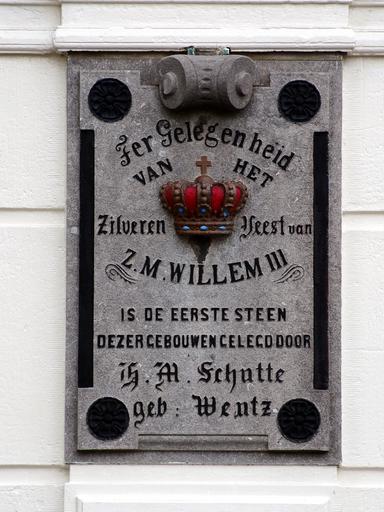 Ter Gelegenheid
VAN HET
Zilveren Feest van
Z.M. WILLEM III
IS DE EERSTE STEEN
DEZER GEBOUWEN GELEGD DOOR
H. M. Schutte
geb: Wentz